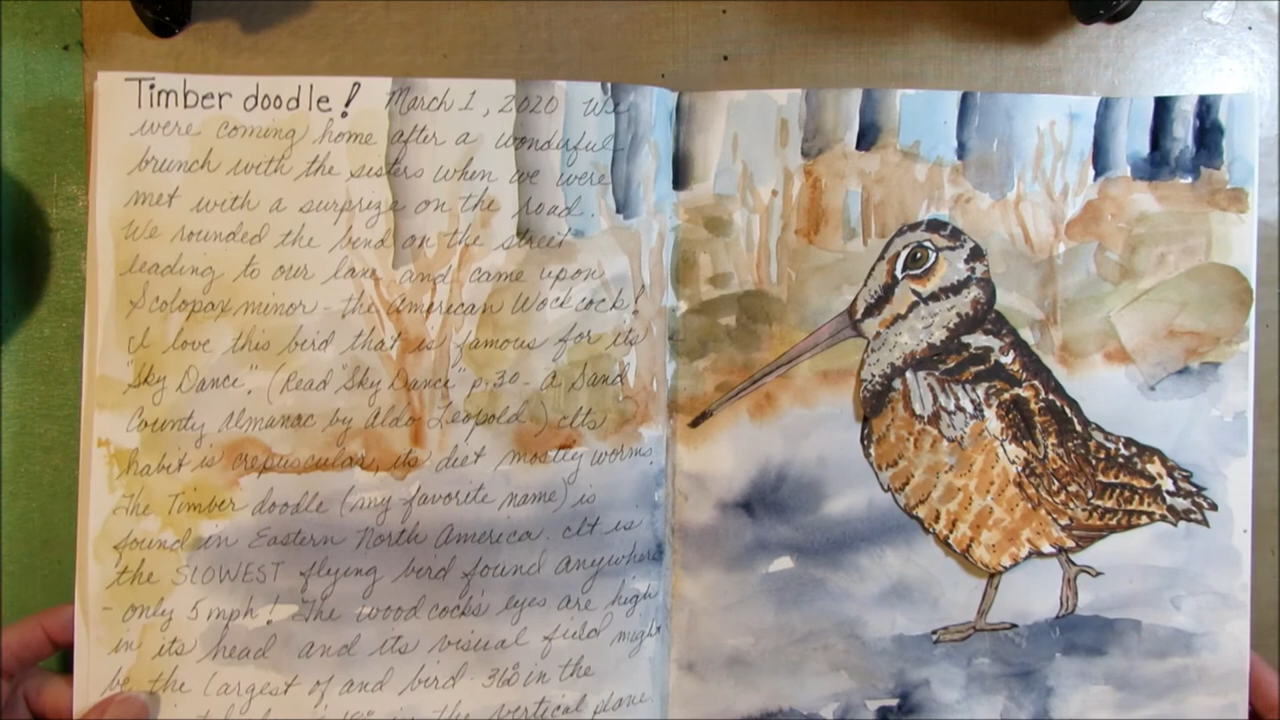 Timber doodle! March 1, 2020 We
were coming home after a wonderful
brunch with the sisters when we were
met with a surprize on the road.
We rounded the bend on the street
leading to our lane and came upon
Scolopax minor - the American Wockcock!
I love this bird that is famous for its
"Sky Dance". (Read "Sky Dance" p.30 - A Sand
County Almanac by Aldo Leopold.) Its
habit is crepuscular, its diet mostly worms.
The Timber doodle (my favorite name) is
found in Eastern North America. It is
the SLOWEST flying bird found anywhere
- only 5 mph! The woodcock's eyes are high
in its head and its visual field might
be the largest of and bird - 360° in the
in the vertical plane.